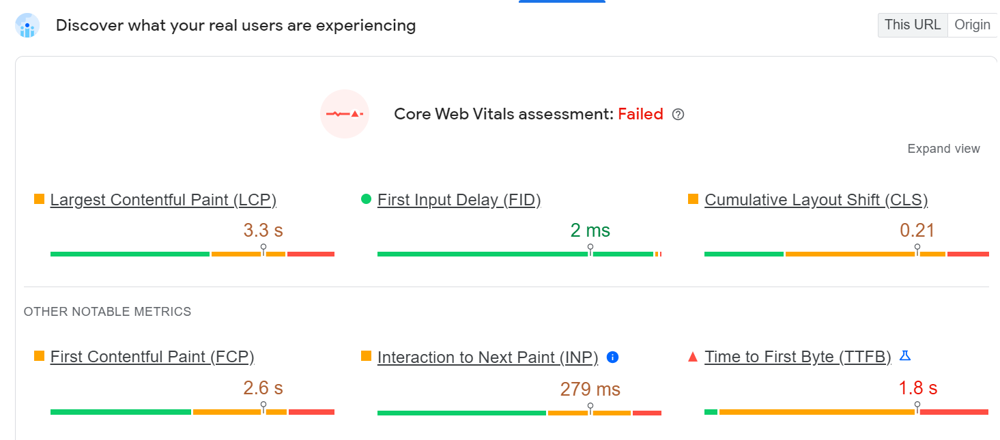 Discover what your real users are experiencing
This URL Origin
Core Web Vitals assessment: Failed
Expand view
Largest Contentful Paint (LCP)
3.3 s
First Input Delay (FID)
2 ms
Cumulative Layout Shift (CLS)
0.21
OTHER NOTABLE METRICS
First Contentful Paint (FCP)
2.6 s
Interaction to Next Paint (INP)
279 ms
Time to First Byte (TTFB)
1.8 s